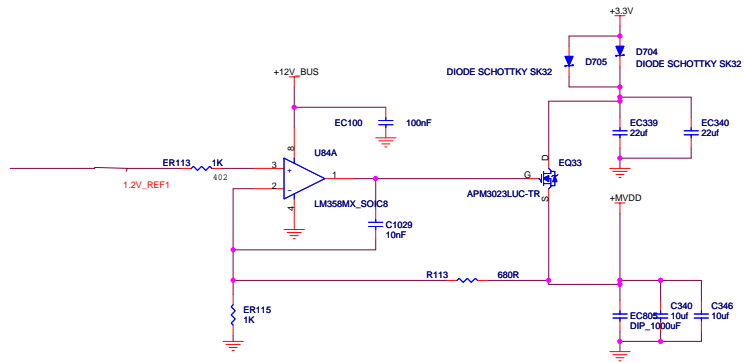 +3.3V
D704
D705
DIODE SCHOTTKY SK32
DIODE SCHOTTKY SK32
+12V_BUS
EC100
100nF
EC339
22uf
EC340
22uf
U84A
ER113
1K
402
1.2V_REF1
3
2
8
4
1
+
-
LM358MX_SOIC8
C1029
10nF
EQ33
D
G
S
APM3023LUC-TR
+MVDD
R113
680R
ER115
1K
EC805
DIP_1000uF
C340
10uf
C346
10uf